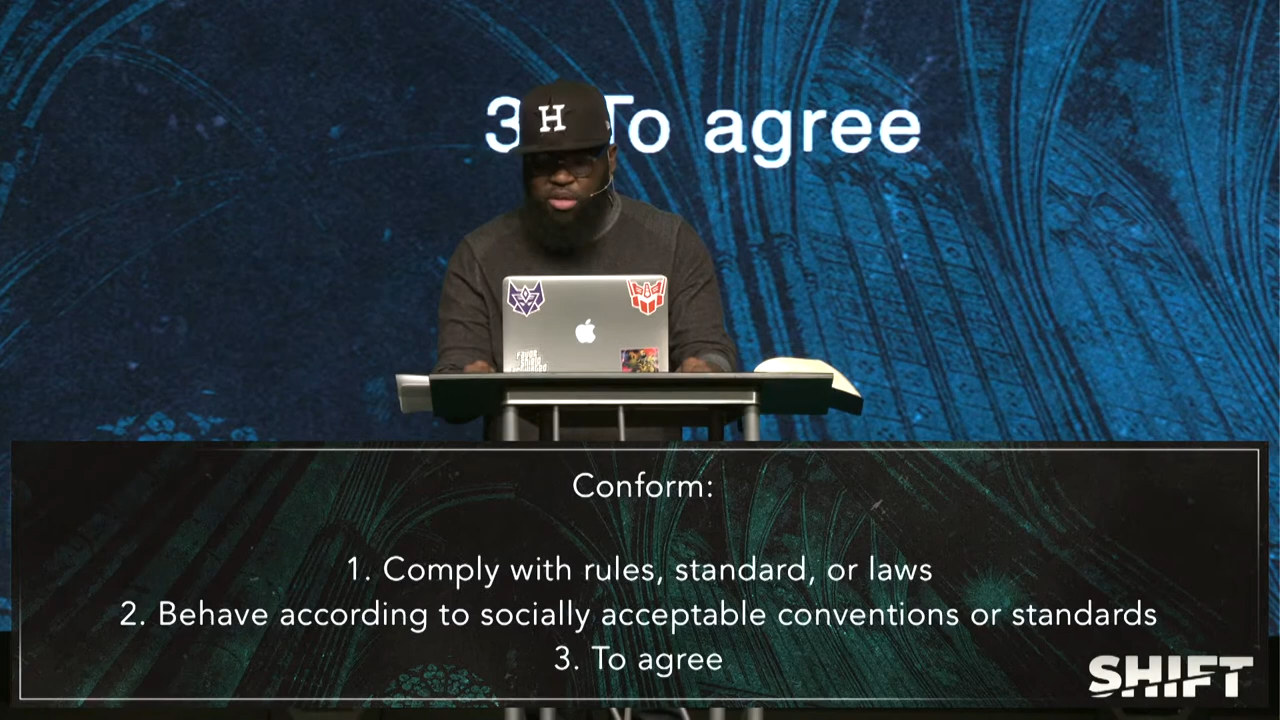 3. To agree
H
Conform:
1. Comply with rules, standard, or laws
2. Behave according to socially acceptable conventions or standards
3. To agree
SHIFT